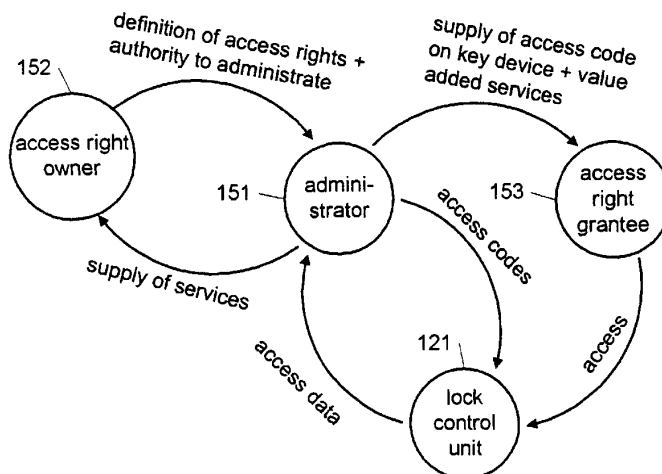 definition of access rights +
authority to administrate
supply of access code
on key device + value
added services
152
access right
owner
151
admini-
strator
153
access
right
grantee
supply of services
access codes
access
access data
121
lock
control
unit